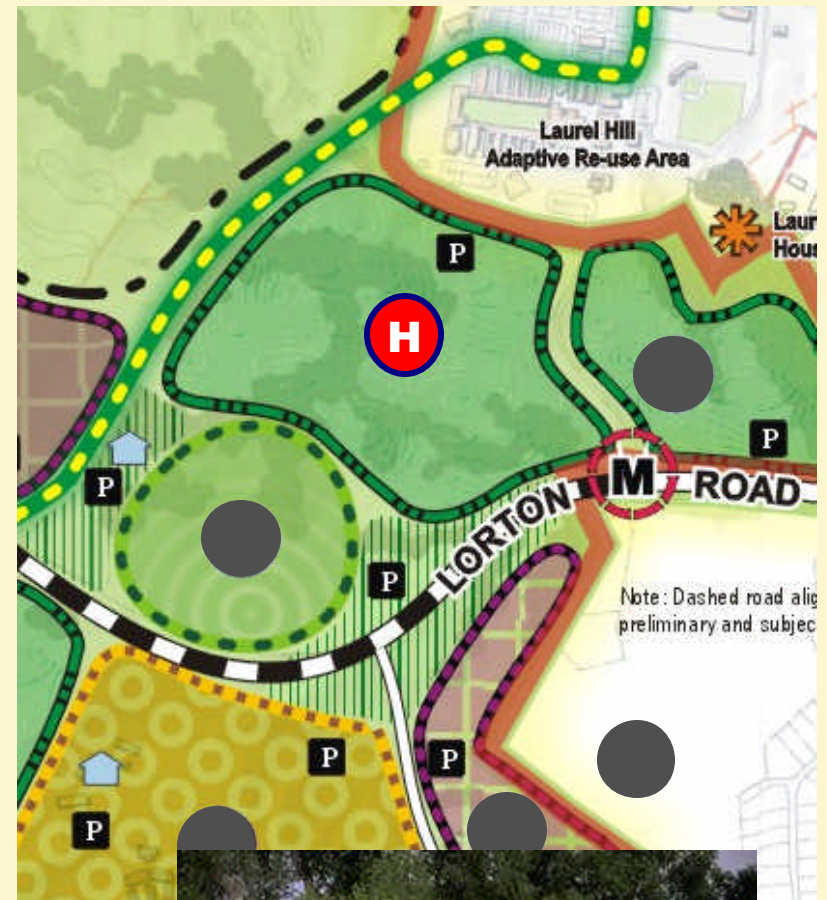 Laurel Hill
Adaptive Re-use Area
Laur
Hous
P
H
P
P
M
LORTON
ROAD
P
Note: Dashed road alig
preliminary and subjec
P
P
P